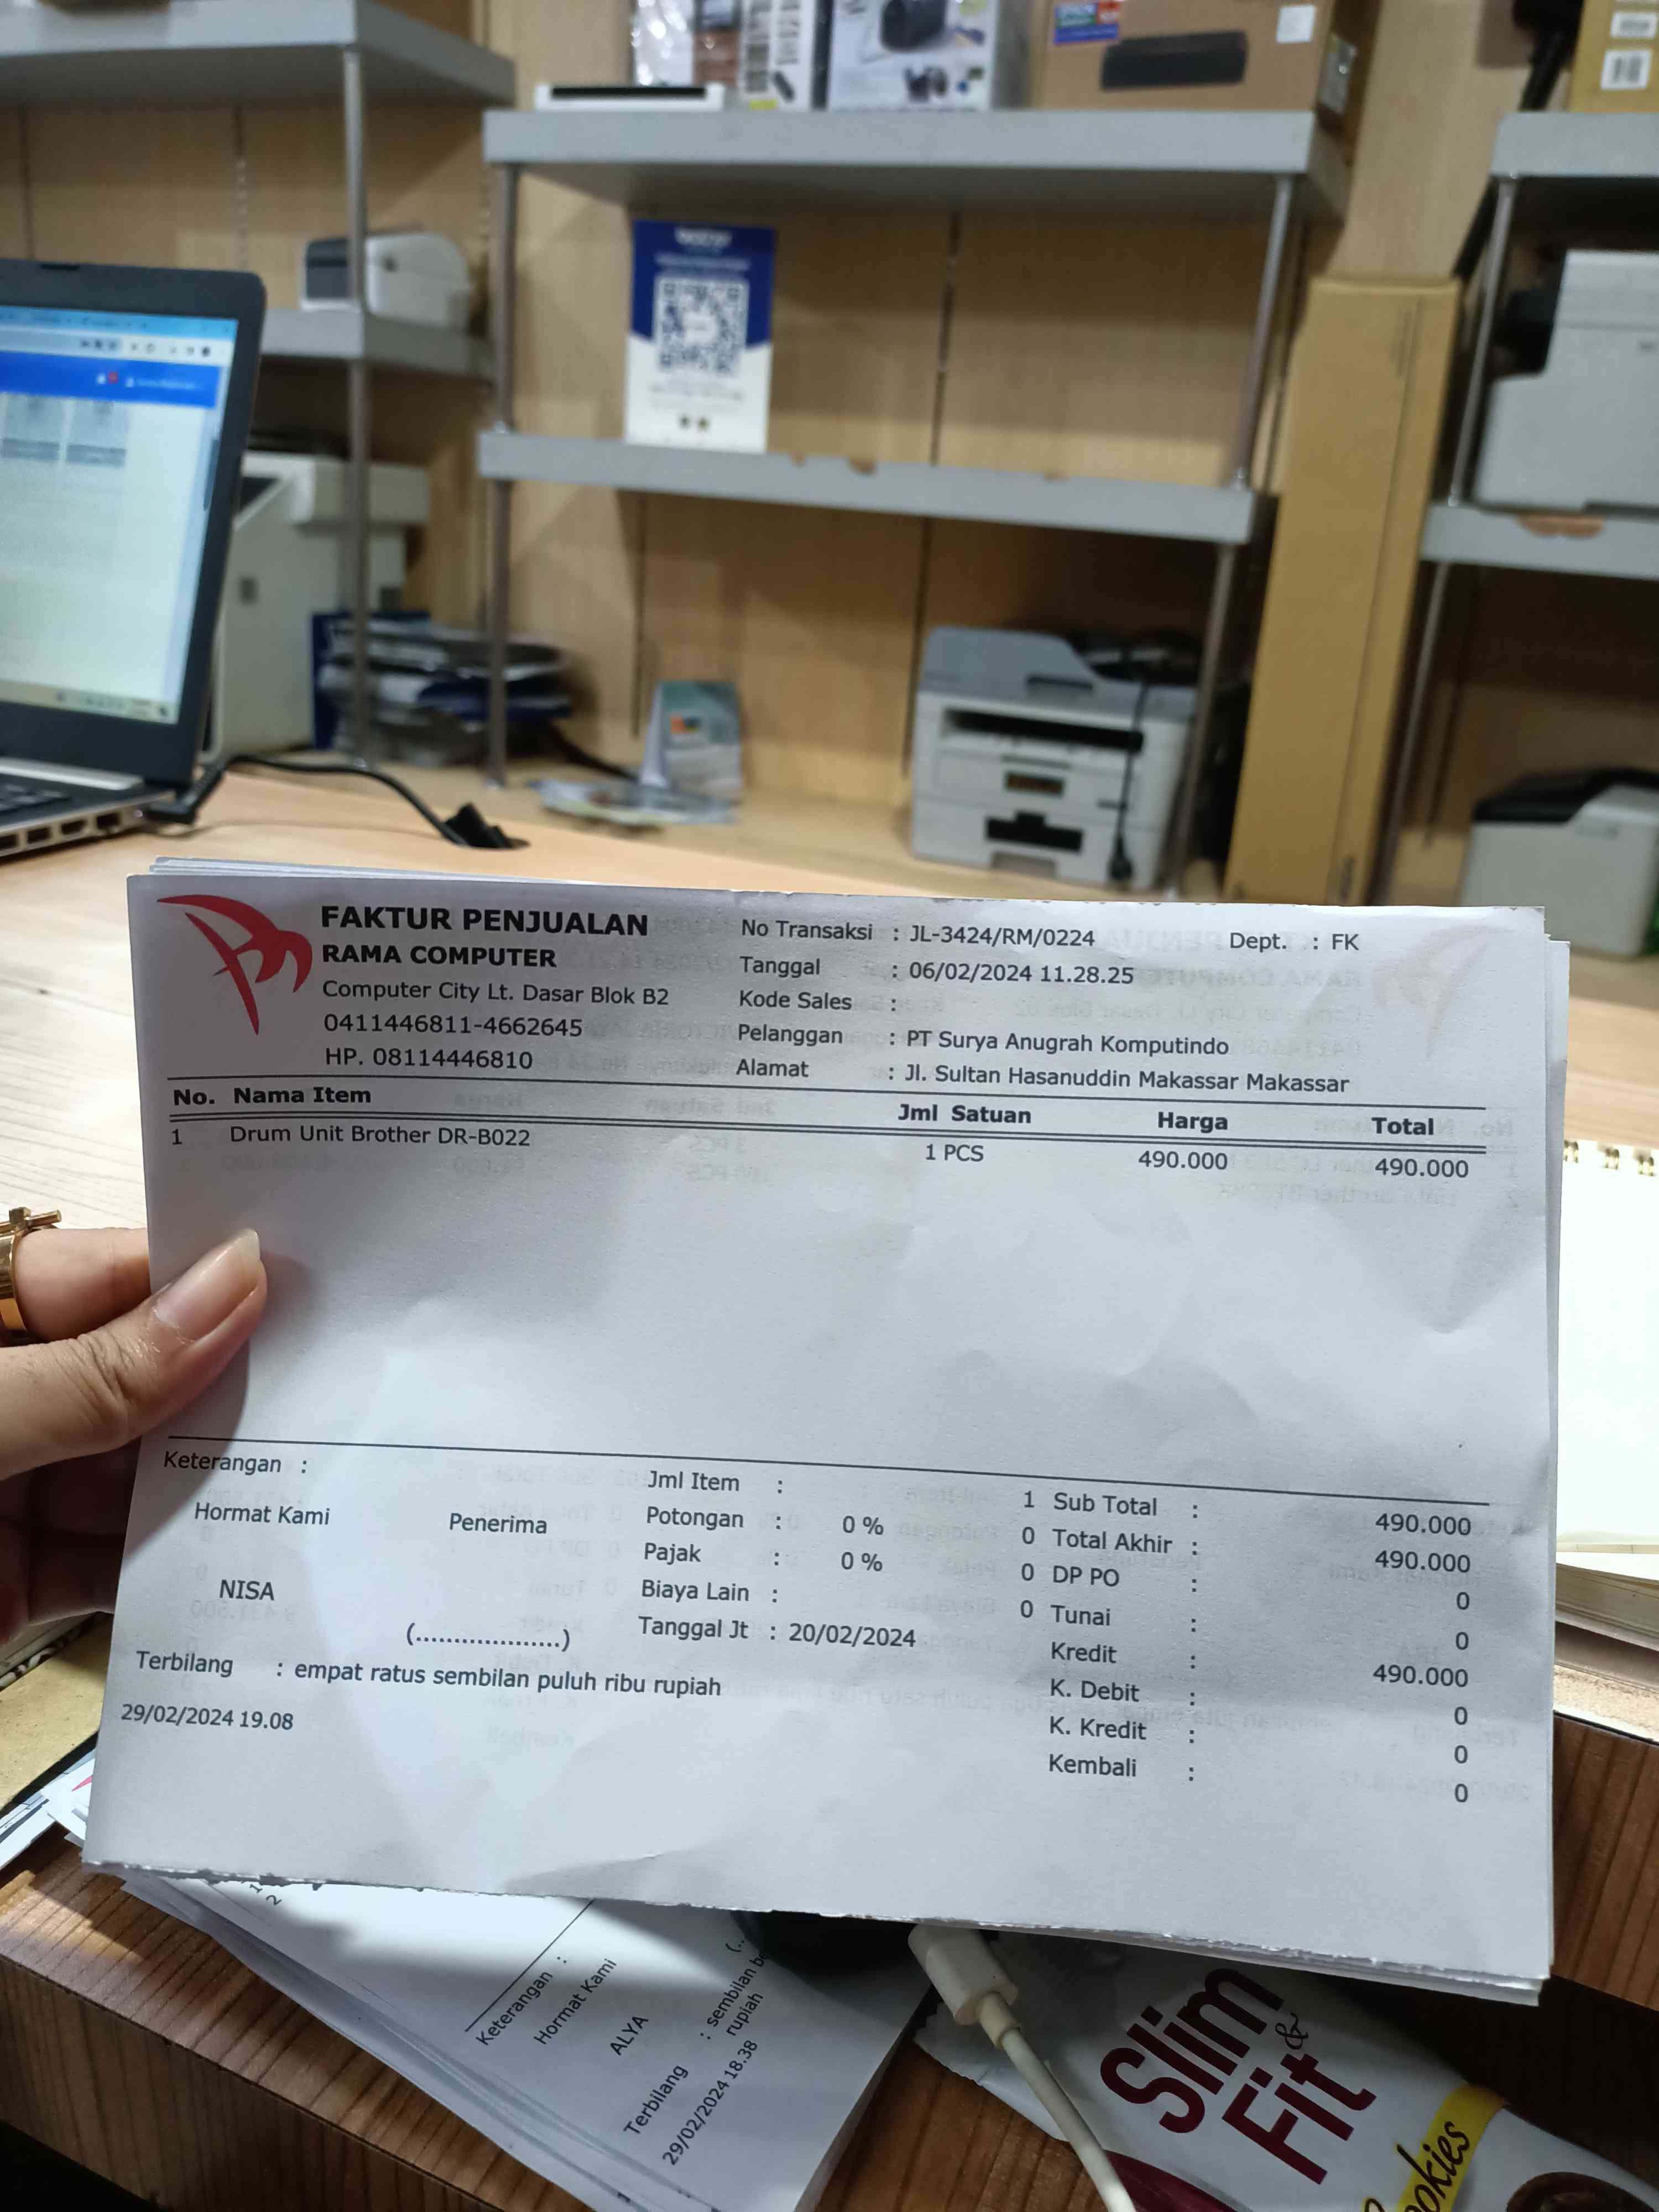 brother
FAKTUR PENJUALAN
RAMA COMPUTER
Computer City Lt. Dasar Blok B2
0411446811-4662645
HP. 08114446810
No Transaksi : JL-3424/RM/0224 Dept. : FK
Tanggal : 06/02/2024 11.28.25
Kode Sales :
Pelanggan : PT Surya Anugrah Komputindo
Alamat : Jl. Sultan Hasanuddin Makassar Makassar
No. Nama Item Jml Satuan Harga Total
1 Drum Unit Brother DR-B022 1 PCS 490.000 490.000
Keterangan :
Hormat Kami Penerima
NISA
(....................)
Jml Item : 1
Potongan : 0 % 0
Pajak : 0 % 0
Biaya Lain : 0
Tanggal Jt : 20/02/2024
Sub Total : 490.000
Total Akhir : 490.000
DP PO : 0
Tunai : 0
Kredit : 490.000
K. Debit : 0
K. Kredit : 0
Kembali : 0
Terbilang : empat ratus sembilan puluh ribu rupiah
29/02/2024 19.08
1
2
Keterangan :
Hormat Kami
ALYA
(..
Terbilang : sembilan
rupiah
29/02/2024 18.38
Slim
&
Fit